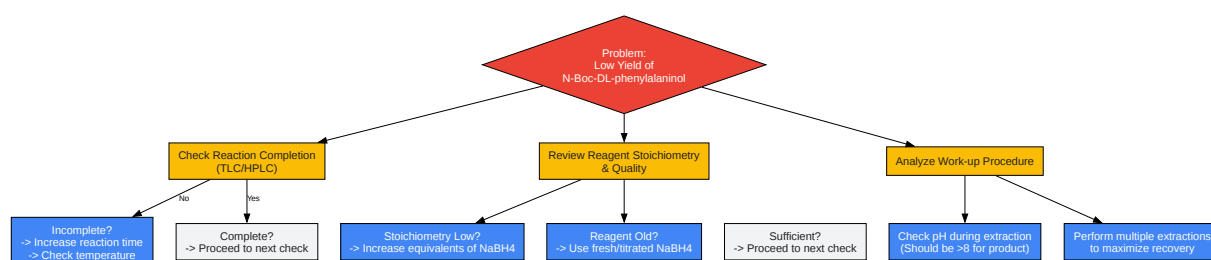 Problem:
Low Yield of
N-Boc-DL-phenylalaninol
Check Reaction Completion
(TLC/HPLC)
Review Reagent Stoichiometry
& Quality
Analyze Work-up Procedure
No
Yes
Incomplete?
-> Increase reaction time
-> Check temperature
Complete?
-> Proceed to next check
Stoichiometry Low?
-> Increase equivalents of NaBH4
Reagent Old?
-> Use fresh/titrated NaBH4
Sufficient?
-> Proceed to next check
Check pH during extraction
(Should be >8 for product)
Perform multiple extractions
to maximize recovery